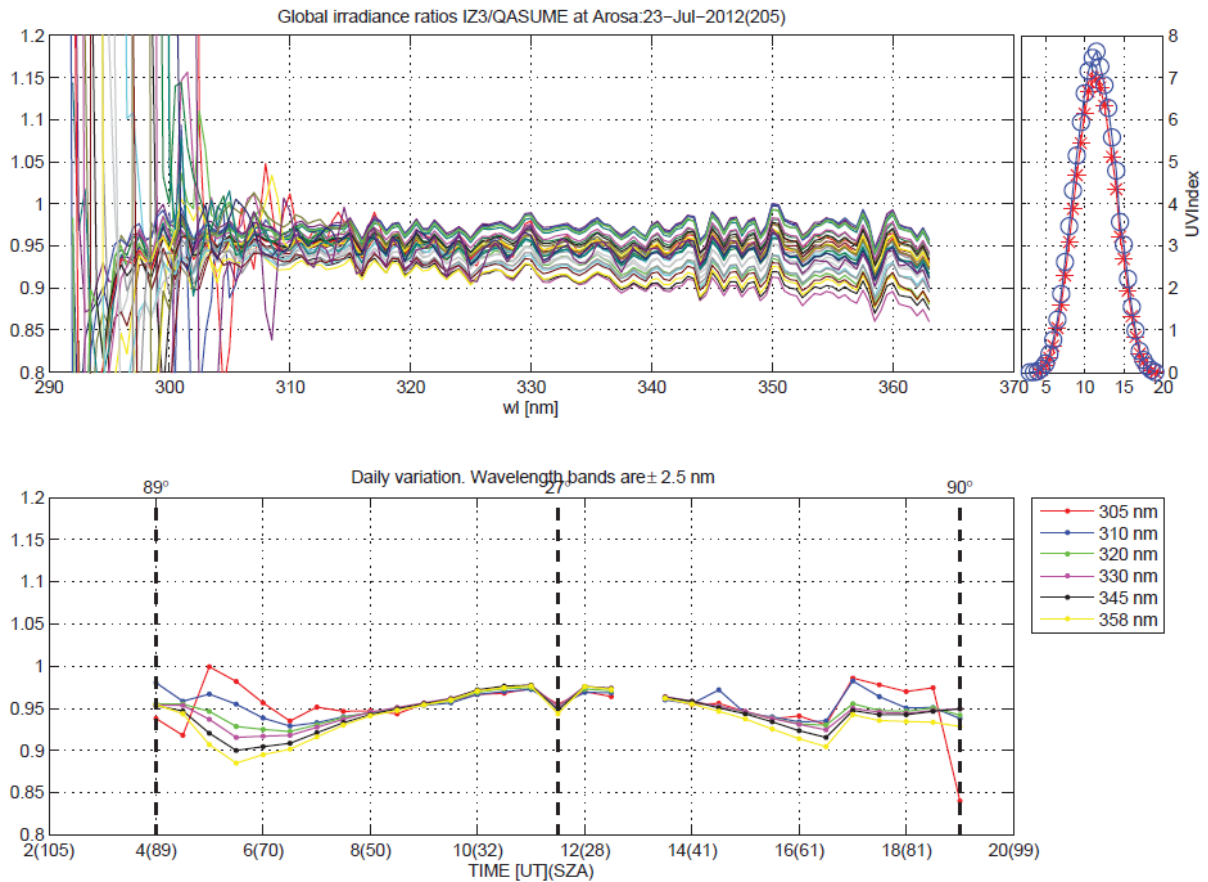 Global irradiance ratios IZ3/QASUME at Arosa:23−Jul−2012(205)
1.2
1.15
1.1
1.05
1
0.95
0.9
0.85
0.8
290 300 310 320 330 340 350 360 370
wl [nm]
8
7
6
5
4
3
2
1
0
UVIndex
5 10 15 20
Daily variation. Wavelength bands are± 2.5 nm
89° 27° 90°
1.2
1.15
1.1
1.05
1
0.95
0.9
0.85
0.8
2(105) 4(89) 6(70) 8(50) 10(32) 12(28) 14(41) 16(61) 18(81) 20(99)
TIME [UT](SZA)
305 nm
310 nm
320 nm
330 nm
345 nm
358 nm